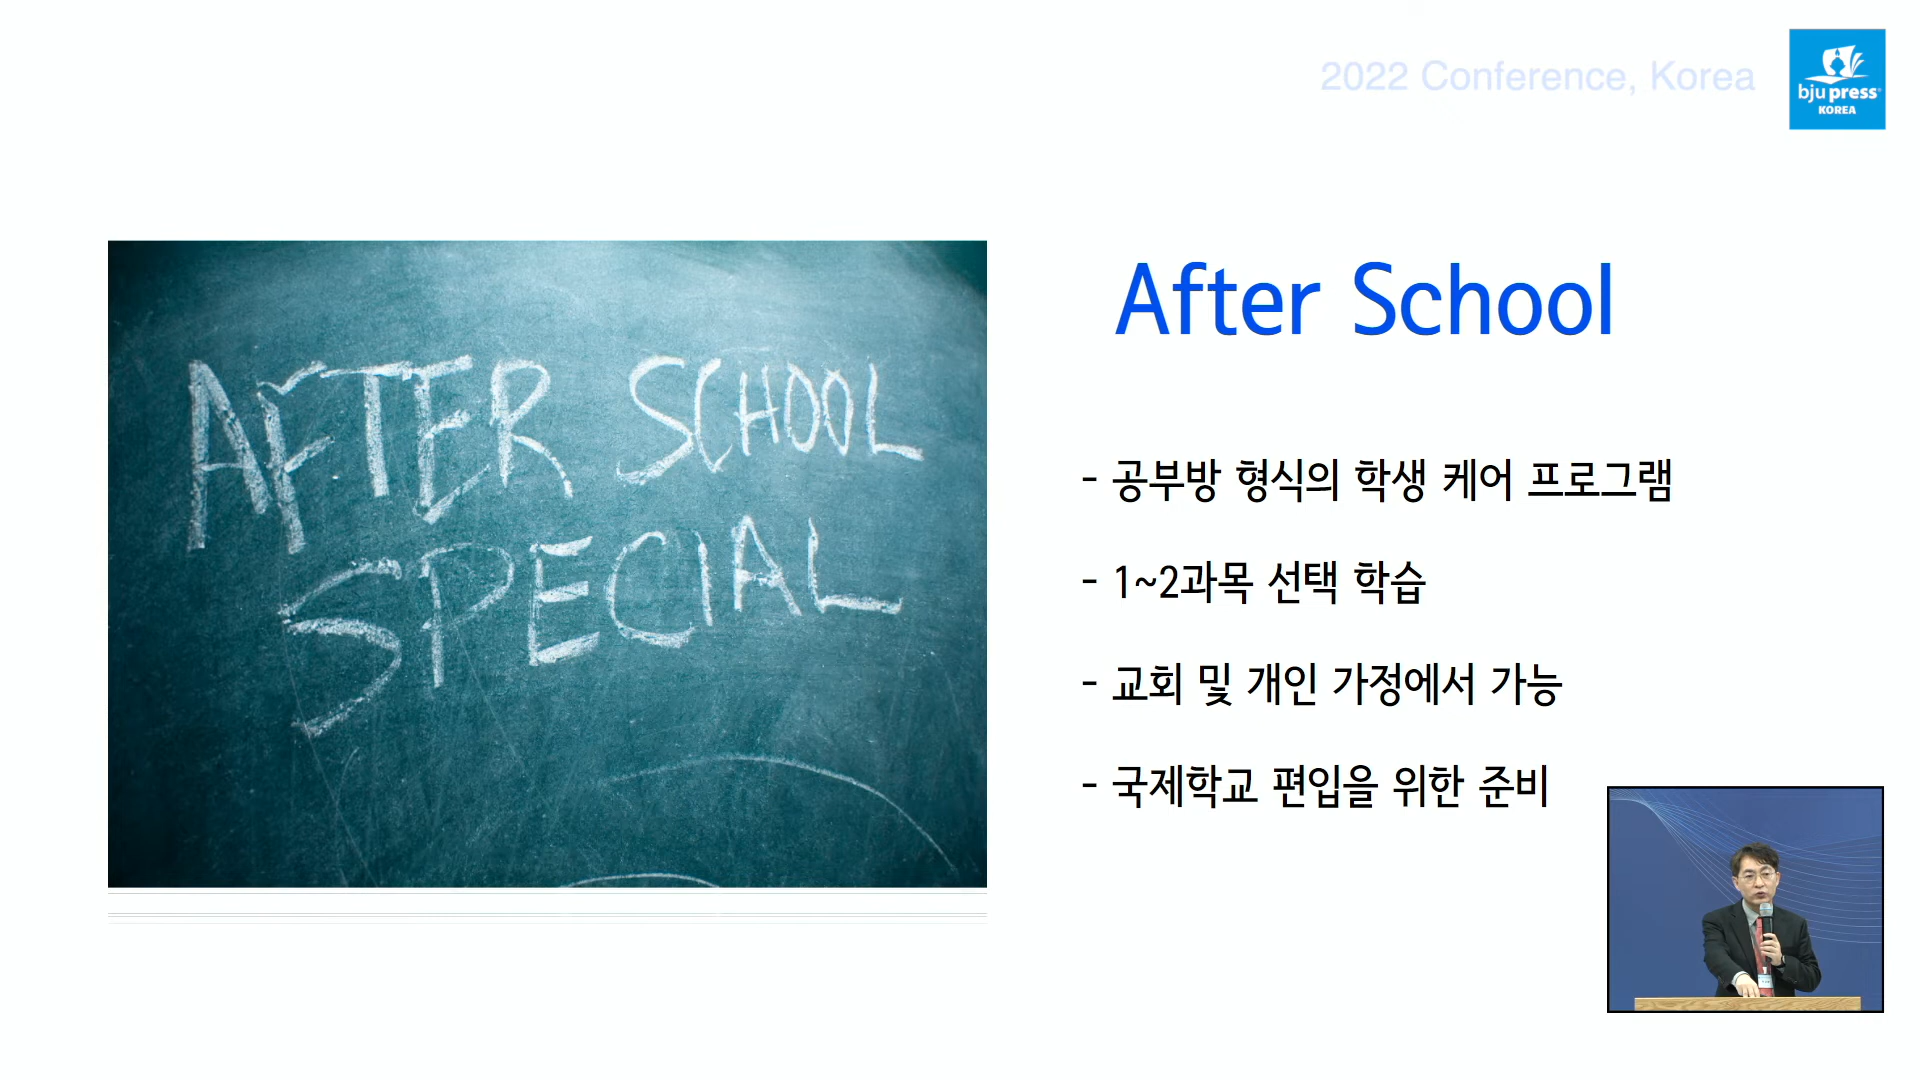 2022 Conference, Korea
bju press
KOREA
AFTER SCHOOL
SPECIAL
After School
- 공부방 형식의 학생 케어 프로그램
- 1~2과목 선택 학습
- 교회 및 개인 가정에서 가능
- 국제학교 편입을 위한 준비